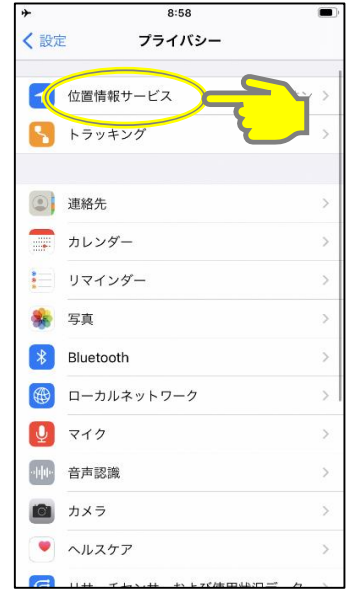 8:58
設定
プライバシー
位置情報サービス
トラッキング
連絡先
カレンダー
リマインダー
写真
Bluetooth
ローカルネットワーク
マイク
音声認識
カメラ
ヘルスケア